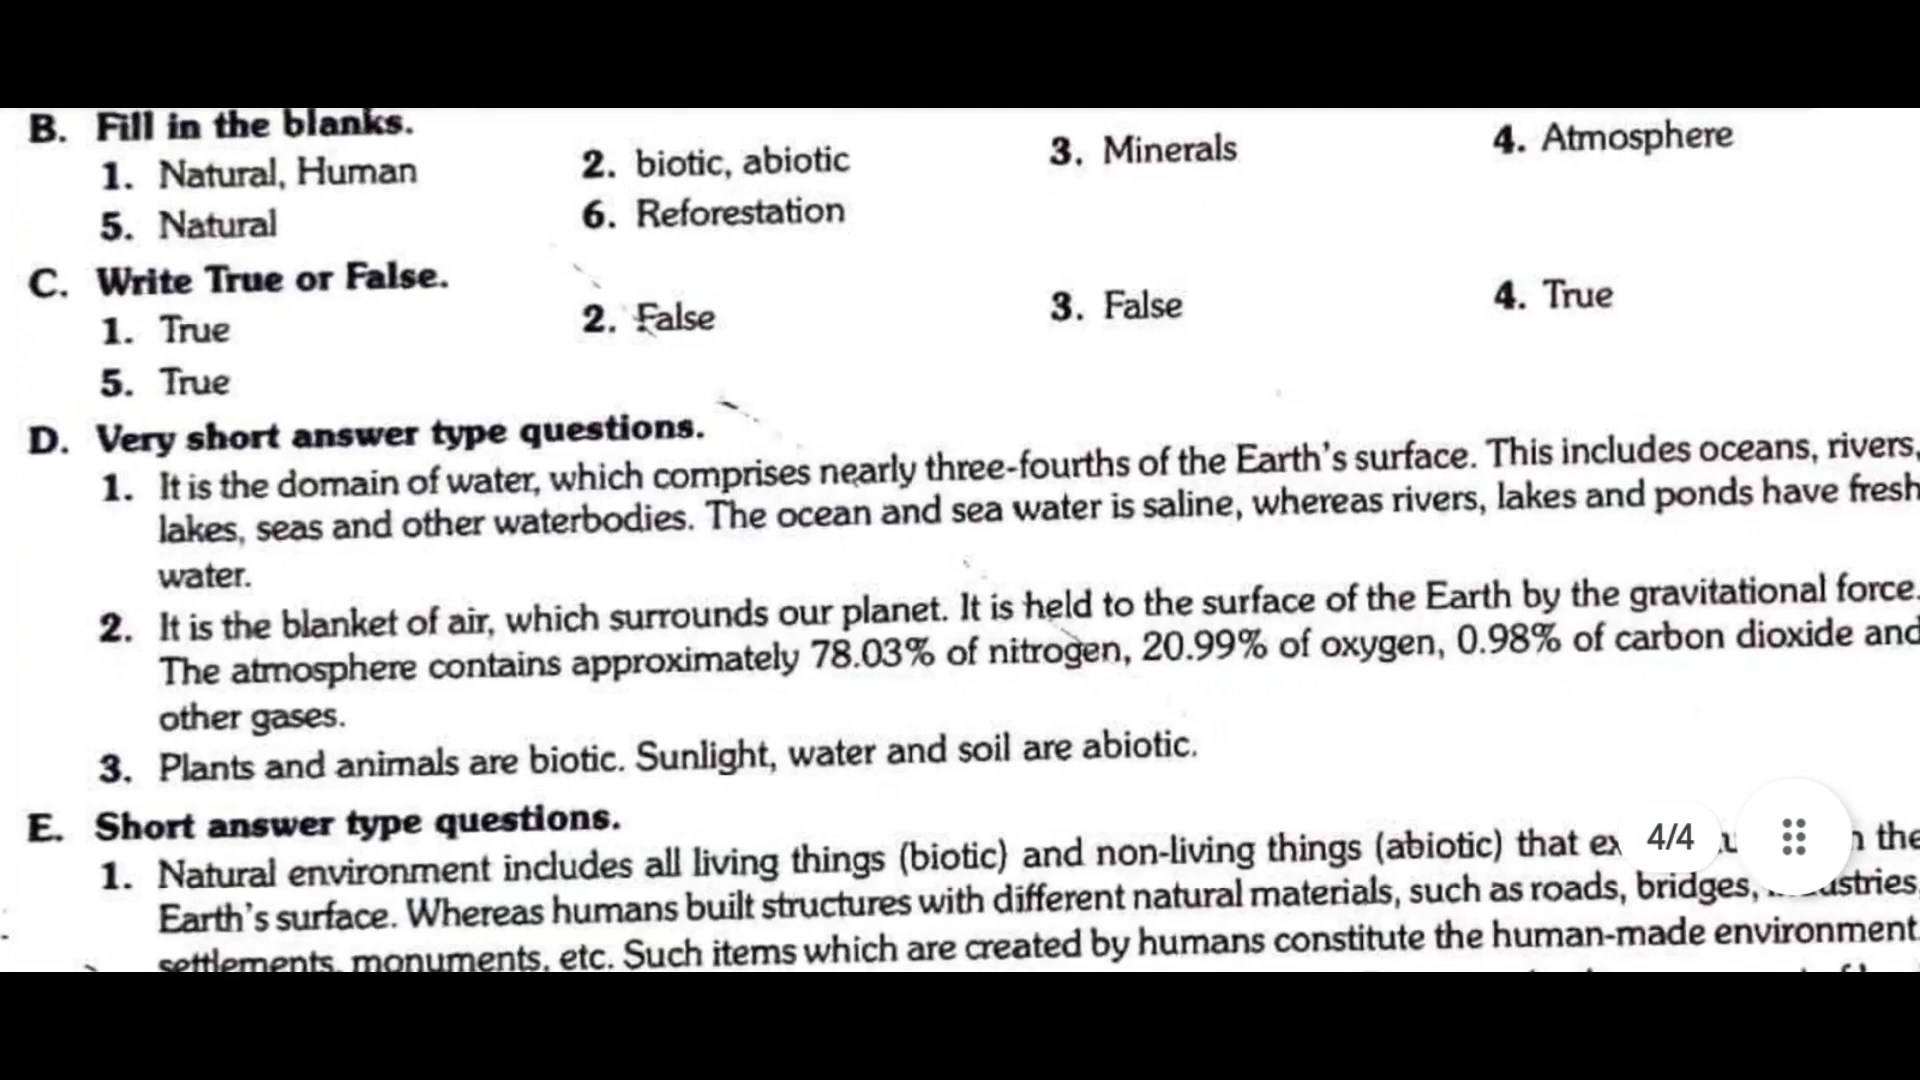 B. Fill in the blanks.
1. Natural, Human 2. biotic, abiotic 3. Minerals 4. Atmosphere
5. Natural 6. Reforestation
C. Write True or False.
1. True 2. False 3. False 4. True
5. True
D. Very short answer type questions.
1. It is the domain of water, which comprises nearly three-fourths of the Earth's surface. This includes oceans, rivers,
lakes, seas and other waterbodies. The ocean and sea water is saline, whereas rivers, lakes and ponds have fresh
water.
2. It is the blanket of air, which surrounds our planet. It is held to the surface of the Earth by the gravitational force.
The atmosphere contains approximately 78.03% of nitrogen, 20.99% of oxygen, 0.98% of carbon dioxide and
other gases.
3. Plants and animals are biotic. Sunlight, water and soil are abiotic.
E. Short answer type questions.
1. Natural environment includes all living things (biotic) and non-living things (abiotic) that the
4/4
Earth's surface. Whereas humans built structures with different natural materials, such as roads, bridges,
settlements, monuments, etc. Such items which are created by humans constitute the human-made environment